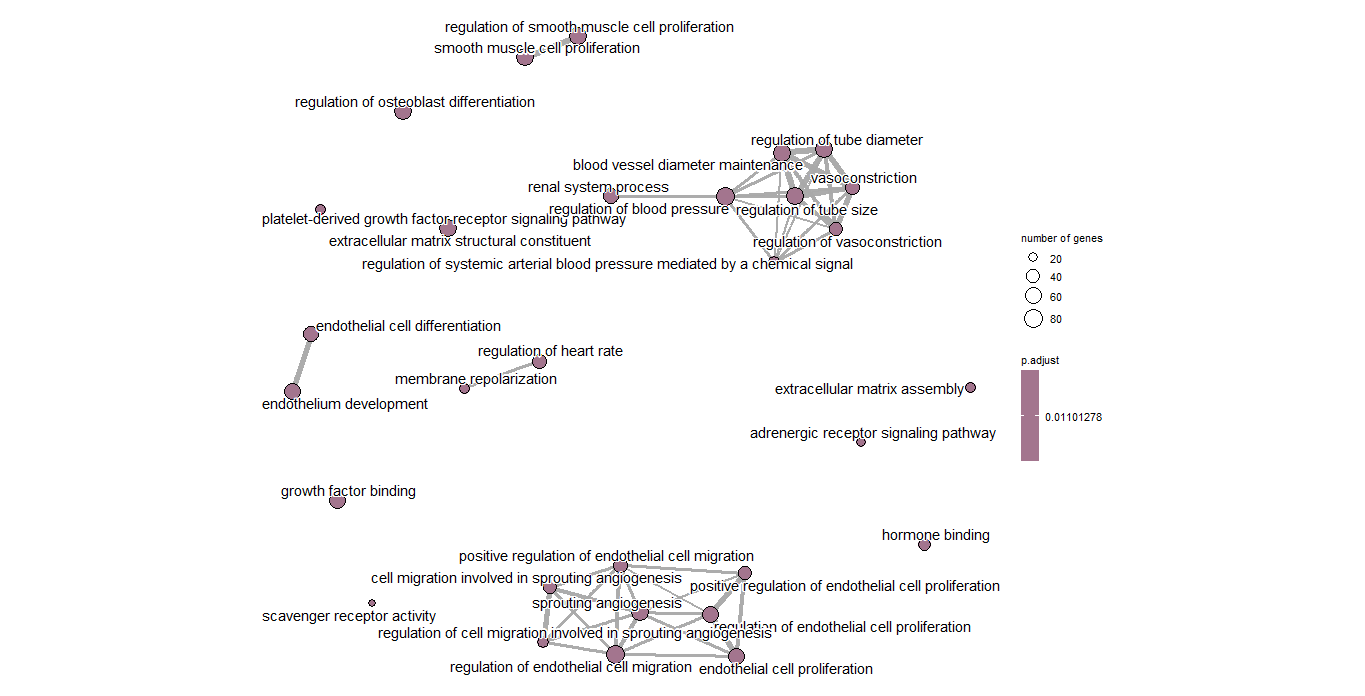 regulation of smooth muscle cell proliferation
smooth muscle cell proliferation
regulation of osteoblast differentiation
regulation of tube diameter
blood vessel diameter maintenance
vasoconstriction
renal system process
regulation of blood pressure
regulation of tube size
platelet-derived growth factor receptor signaling pathway
extracellular matrix structural constituent
regulation of vasoconstriction
regulation of systemic arterial blood pressure mediated by a chemical signal
number of genes
20
40
60
80
endothelial cell differentiation
regulation of heart rate
membrane repolarization
endothelium development
extracellular matrix assembly
adrenergic receptor signaling pathway
p.adjust
0.01101278
growth factor binding
hormone binding
positive regulation of endothelial cell migration
cell migration involved in sprouting angiogenesis
positive regulation of endothelial cell proliferation
sprouting angiogenesis
scavenger receptor activity
regulation of endothelial cell proliferation
regulation of cell migration involved in sprouting angiogenesis
regulation of endothelial cell migration
endothelial cell proliferation